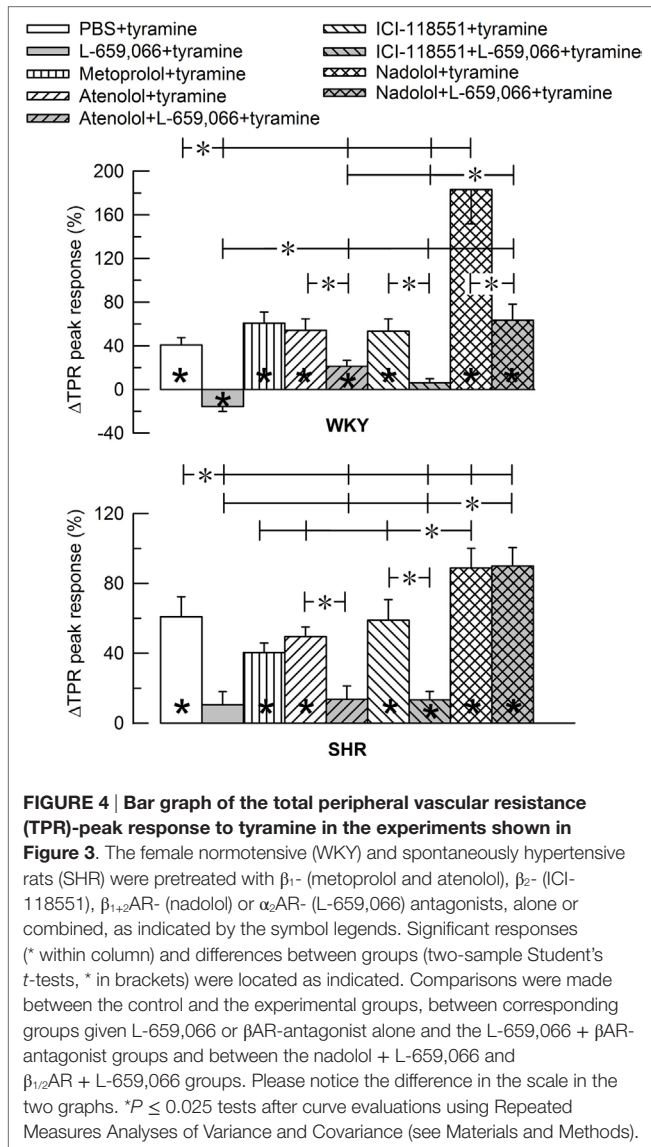 PBS+tyramine
L-659,066+tyramine
Metoprolol+tyramine
Atenolol+tyramine
Atenolol+L-659,066+tyramine
ICI-118551+tyramine
ICI-118551+L-659,066+tyramine
Nadolol+tyramine
Nadolol+L-659,066+tyramine
*
*
ΔTPR peak response (%)
200
160
120
80
40
0
-40
*
*
*
*
* * * * * * * *
WKY
*
*
*
ΔTPR peak response (%)
120
80
40
0
*
*
* * * * * * *
SHR
FIGURE 4 | Bar graph of the total peripheral vascular resistance
(TPR)-peak response to tyramine in the experiments shown in
Figure 3. The female normotensive (WKY) and spontaneously hypertensive
rats (SHR) were pretreated with β₁- (metoprolol and atenolol), β₂- (ICI-
118551), β₁₊₂AR- (nadolol) or α₂AR- (L-659,066) antagonists, alone or
combined, as indicated by the symbol legends. Significant responses
(* within column) and differences between groups (two-sample Student's
t-tests, * in brackets) were located as indicated. Comparisons were made
between the control and the experimental groups, between corresponding
groups given L-659,066 or βAR-antagonist alone and the L-659,066 + βAR-
antagonist groups and between the nadolol + L-659,066 and
β₁/₂AR + L-659,066 groups. Please notice the difference in the scale in the
two graphs. *P ≤ 0.025 tests after curve evaluations using Repeated
Measures Analyses of Variance and Covariance (see Materials and Methods).